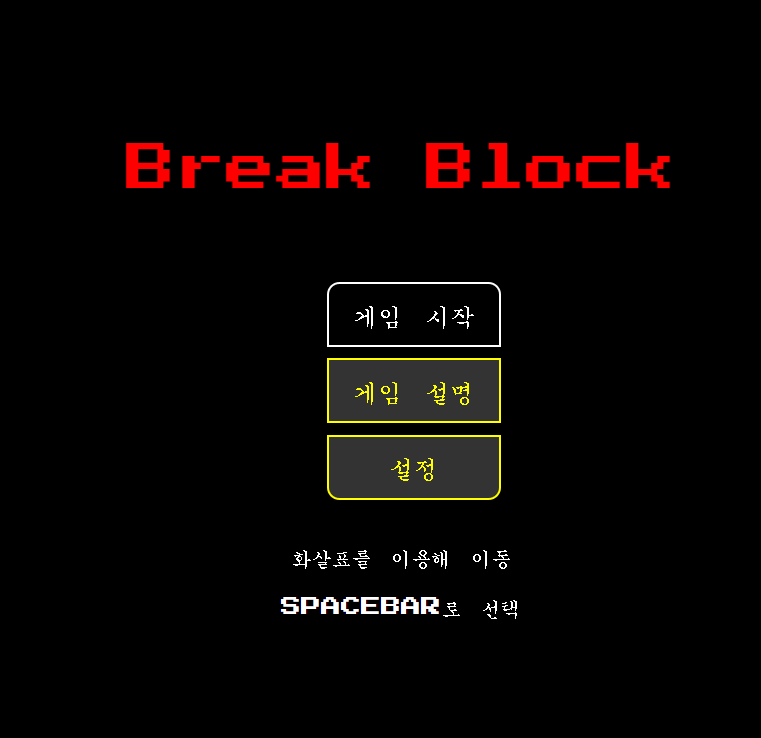 Break Block
게임 시작
게임 설명
설정
화살표를 이용해 이동
SPACEBAR로 선택